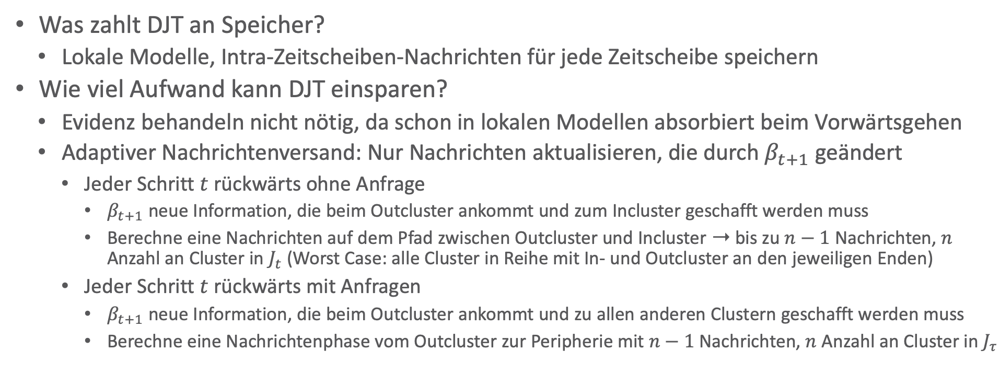 • Was zahlt DJT an Speicher?
• Lokale Modelle, Intra-Zeitscheiben-Nachrichten für jede Zeitscheibe speichern
• Wie viel Aufwand kann DJT einsparen?
• Evidenz behandeln nicht nötig, da schon in lokalen Modellen absorbiert beim Vorwärtsgehen
• Adaptiver Nachrichtenversand: Nur Nachrichten aktualisieren, die durch β_{t+1} geändert
• Jeder Schritt t rückwärts ohne Anfrage
• β_{t+1} neue Information, die beim Outcluster ankommt und zum Incluster geschafft werden muss
• Berechne eine Nachrichten auf dem Pfad zwischen Outcluster und Incluster → bis zu n − 1 Nachrichten, n
Anzahl an Cluster in J_t (Worst Case: alle Cluster in Reihe mit In- und Outcluster an den jeweiligen Enden)
• Jeder Schritt t rückwärts mit Anfragen
• β_{t+1} neue Information, die beim Outcluster ankommt und zu allen anderen Clustern geschafft werden muss
• Berechne eine Nachrichtenphase vom Outcluster zur Peripherie mit n − 1 Nachrichten, n Anzahl an Cluster in J_τ